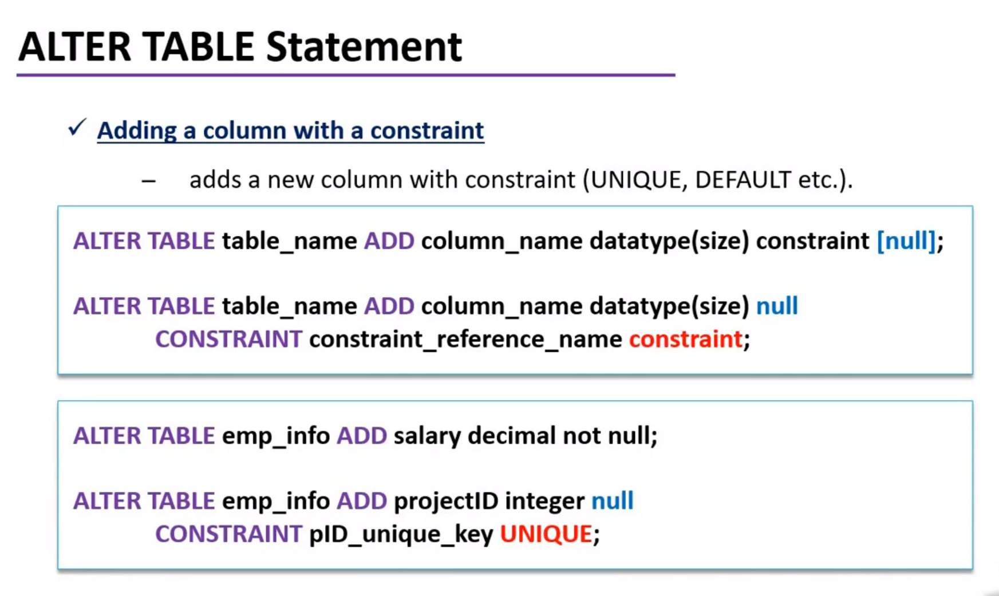 ALTER TABLE Statement
✓ Adding a column with a constraint
– adds a new column with constraint (UNIQUE, DEFAULT etc.).
ALTER TABLE table_name ADD column_name datatype(size) constraint [null];
ALTER TABLE table_name ADD column_name datatype(size) null
CONSTRAINT constraint_reference_name constraint;
ALTER TABLE emp_info ADD salary decimal not null;
ALTER TABLE emp_info ADD projectID integer null
CONSTRAINT pID_unique_key UNIQUE;